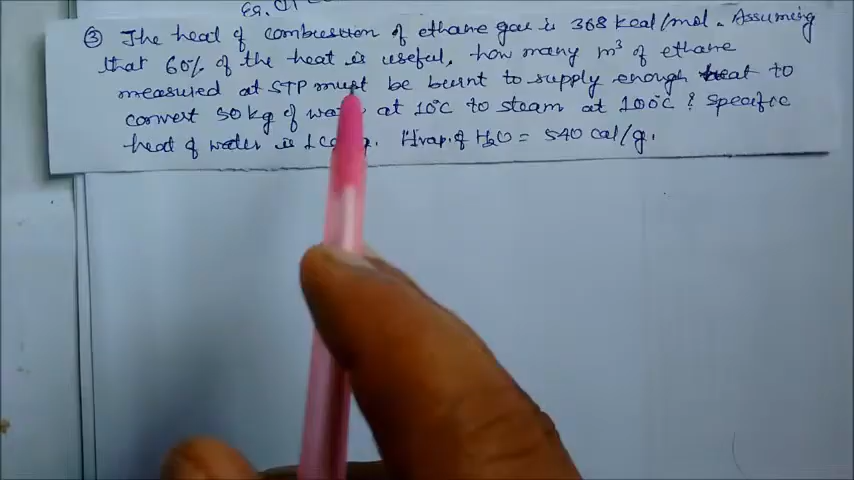 ③ The heat of combustion of ethane gas is 368 kcal/mol. Assuming
that 60% of the heat is useful, how many m³ of ethane
measured at STP must be burnt to supply enough heat to
convert 50 kg of water at 10°C to steam at 100°C ? Specific
heat of water is 1 Hvap. of H₂O = 540 cal/g.